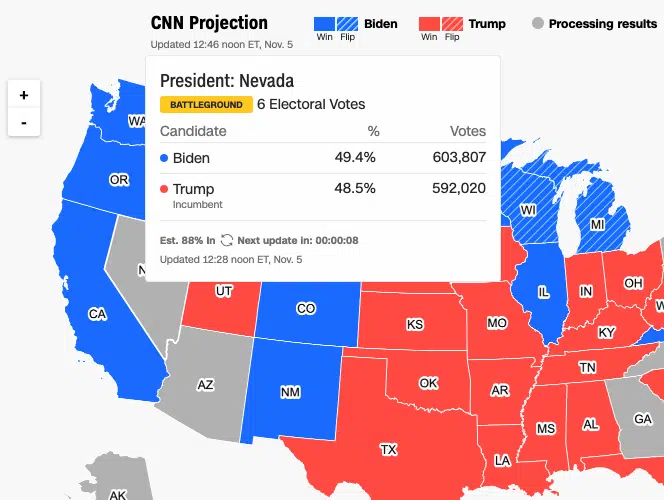 CNN Projection
Updated 12:46 noon ET, Nov. 5
Biden
Win Flip
Trump
Win Flip
Processing results
+
-
President: Nevada
BATTLEGROUND 6 Electoral Votes
Candidate % Votes
Biden 49.4% 603,807
Trump 48.5% 592,020
Incumbent
Est. 88% In Next update in: 00:00:08
Updated 12:28 noon ET, Nov. 5
WA
OR
WI
MI
UT
CO
CA
IL
IN
OH
KS
MO
KY
AZ
NM
OK
AR
TN
MS
AL
GA
TX
LA
AK